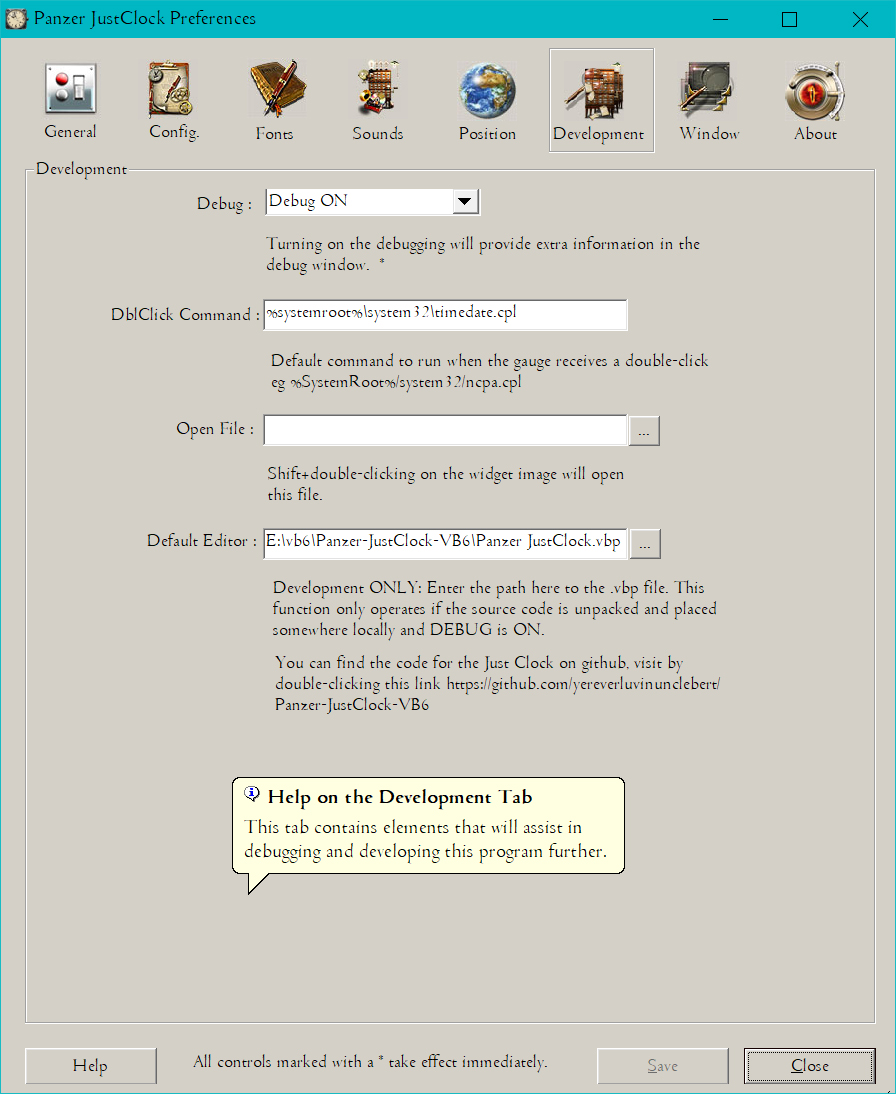 Panzer JustClock Preferences
General
Config.
Fonts
Sounds
Position
Development
Window
About
Development
Debug :
Debug ON
Turning on the debugging will provide extra information in the
debug window. *
DblClick Command :
%systemroot%\system32\timedate.cpl
Default command to run when the gauge receives a double-click
eg %SystemRoot%/system32/ncpa.cpl
Open File :
...
Shift+double-clicking on the widget image will open
this file.
Default Editor :
E:\vb6\Panzer-JustClock-VB6\Panzer JustClock.vbp
...
Development ONLY: Enter the path here to the .vbp file. This
function only operates if the source code is unpacked and placed
somewhere locally and DEBUG is ON.
You can find the code for the Just Clock on github, visit by
double-clicking this link https://github.com/yereverluvinunclebert/
Panzer-JustClock-VB6
Help on the Development Tab
This tab contains elements that will assist in
debugging and developing this program further.
Help
All controls marked with a * take effect immediately.
Save
Close